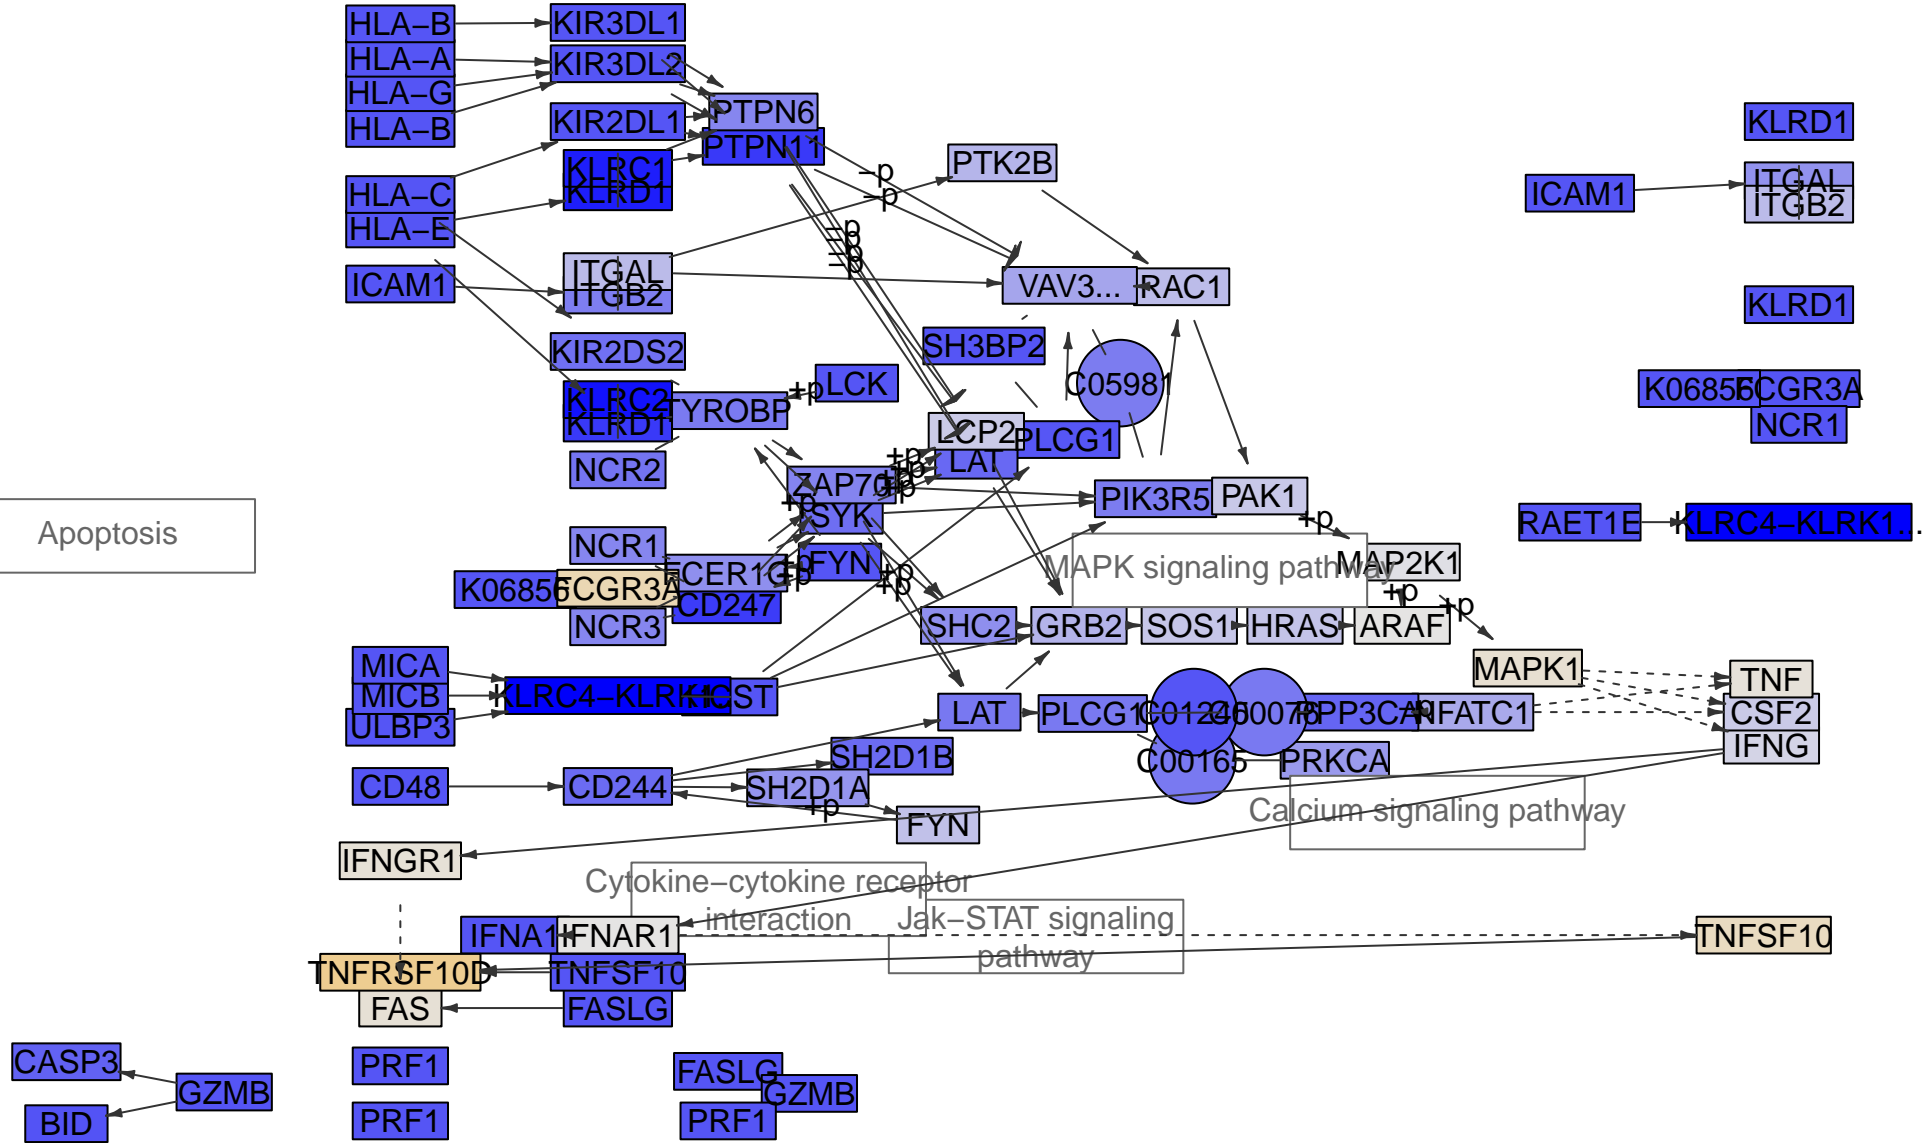 HLA−B
KIR3DL1
HLA−A
KIR3DL2
HLA−G
HLA−B
PTPN6
KIR2DL1
PTPN11
KLRD1
KLRC1
KLRD1
PTK2B
−p
−p
ITGAL
ITGB2
ICAM1
HLA−C
HLA−E
−p
−p
−p
−p
ITGAL
ITGB2
ICAM1
VAV3...
RAC1
KLRD1
KIR2DS2
SH3BP2
C05981
LCK
+p
KLRC2
KLRD1
TYROBP
K06856
FCGR3A
NCR1
LCP2
PLCG1
LAT
NCR2
+p
+p
+p
+p
ZAP70
SYK
+p
PIK3R5
PAK1
+p
RAET1E
KLRC4−KLRK1...
Apoptosis
NCR1
FCER1G
+p
+p
FYN
+p
+p
MAPK signaling pathway
MAP2K1
K06856
FCGR3A
CD247
NCR3
+p
+p
SHC2
GRB2
SOS1
HRAS
ARAF
MICA
MICB
ULBP3
KLRC4−KLRK1
HCST
MAPK1
TNF
CSF2
IFNG
LAT
PLCG1
C01246
C00076
PPP3CA
−p
NFATC1
C00165
PRKCA
CD48
CD244
SH2D1B
SH2D1A
+p
FYN
Calcium signaling pathway
IFNGR1
Cytokine−cytokine receptor
interaction
Jak−STAT signaling
pathway
IFNA1
IFNAR1
TNFSF10
TNFRSF10D
TNFSF10
FAS
FASLG
CASP3
GZMB
BID
PRF1
PRF1
FASLG
GZMB
PRF1